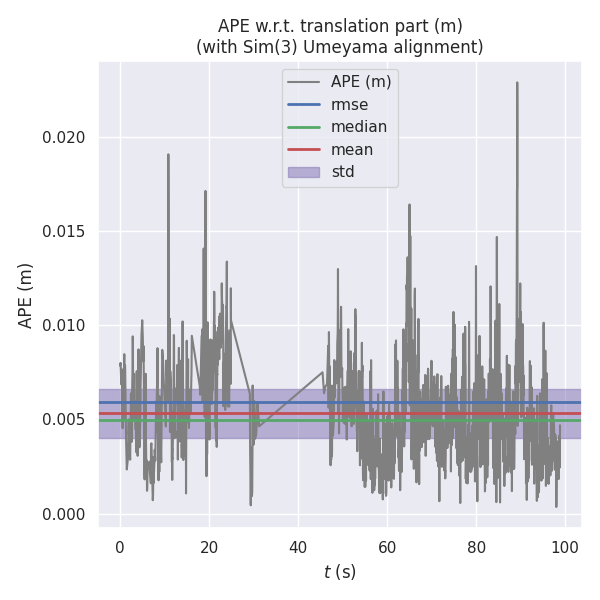 APE w.r.t. translation part (m)
(with Sim(3) Umeyama alignment)
APE (m)
rmse
median
mean
std
APE (m)
0.020
0.015
0.010
0.005
0.000
0 20 40 60 80 100
t (s)